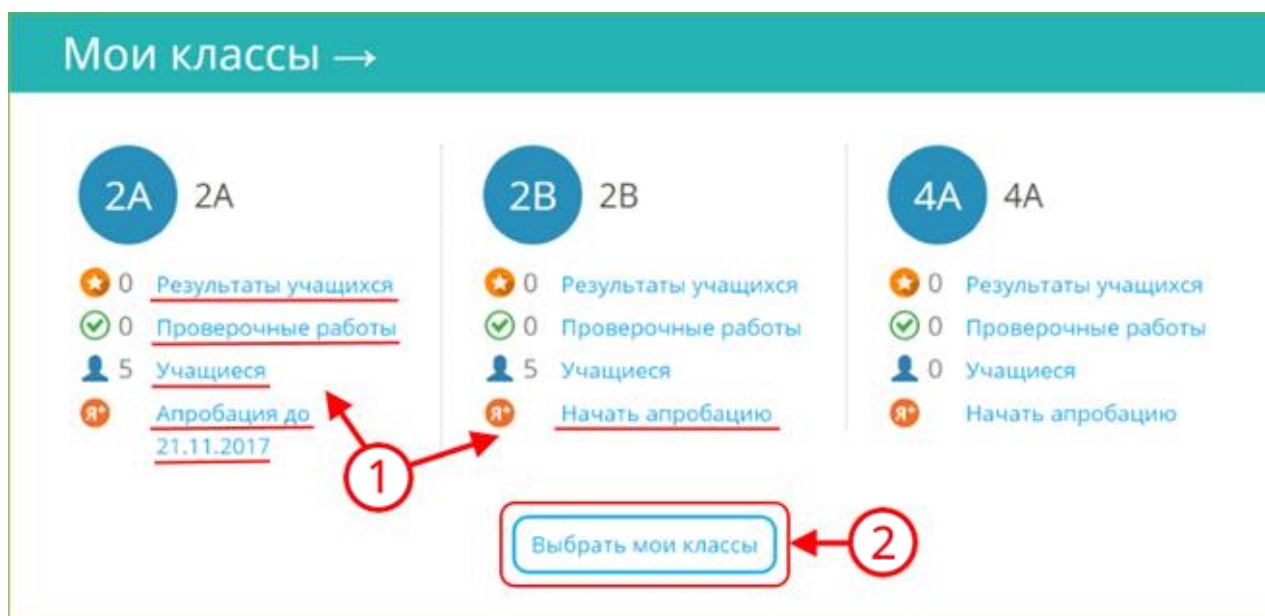 Мои классы →
2А 2А
0 Результаты учащихся
0 Проверочные работы
5 Учащиеся
Я+ Апробация до
21.11.2017
2В 2В
0 Результаты учащихся
0 Проверочные работы
5 Учащиеся
Я+ Начать апробацию
4А 4А
0 Результаты учащихся
0 Проверочные работы
0 Учащиеся
Я+ Начать апробацию
1
Выбрать мои классы
2